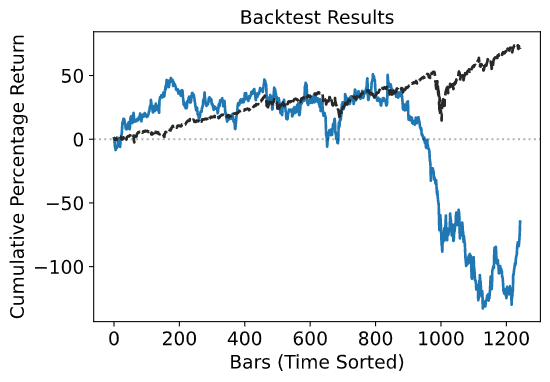 Backtest Results
Cumulative Percentage Return
50
0
−50
−100
0 200 400 600 800 1000 1200
Bars (Time Sorted)